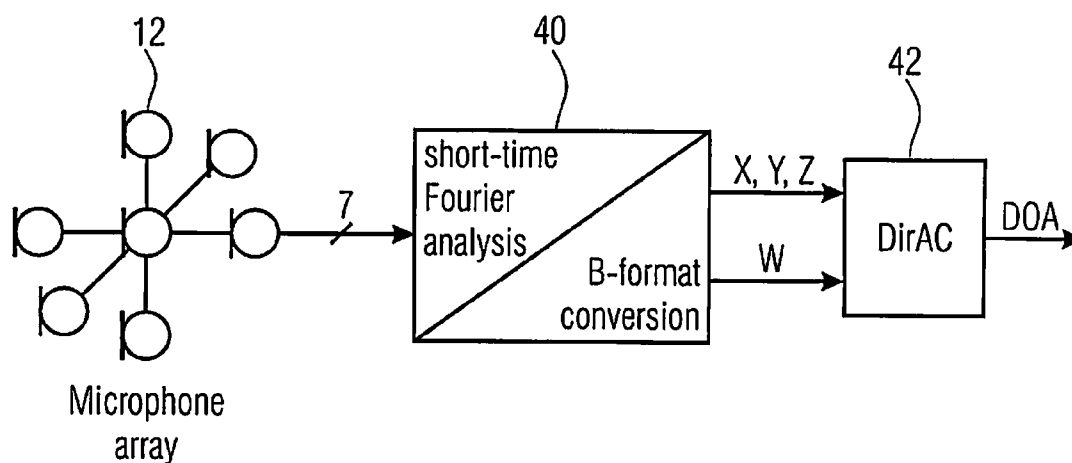 12
40
42
short-time
Fourier
analysis
B-format
conversion
7
X, Y, Z
W
DirAC
DOA
Microphone
array